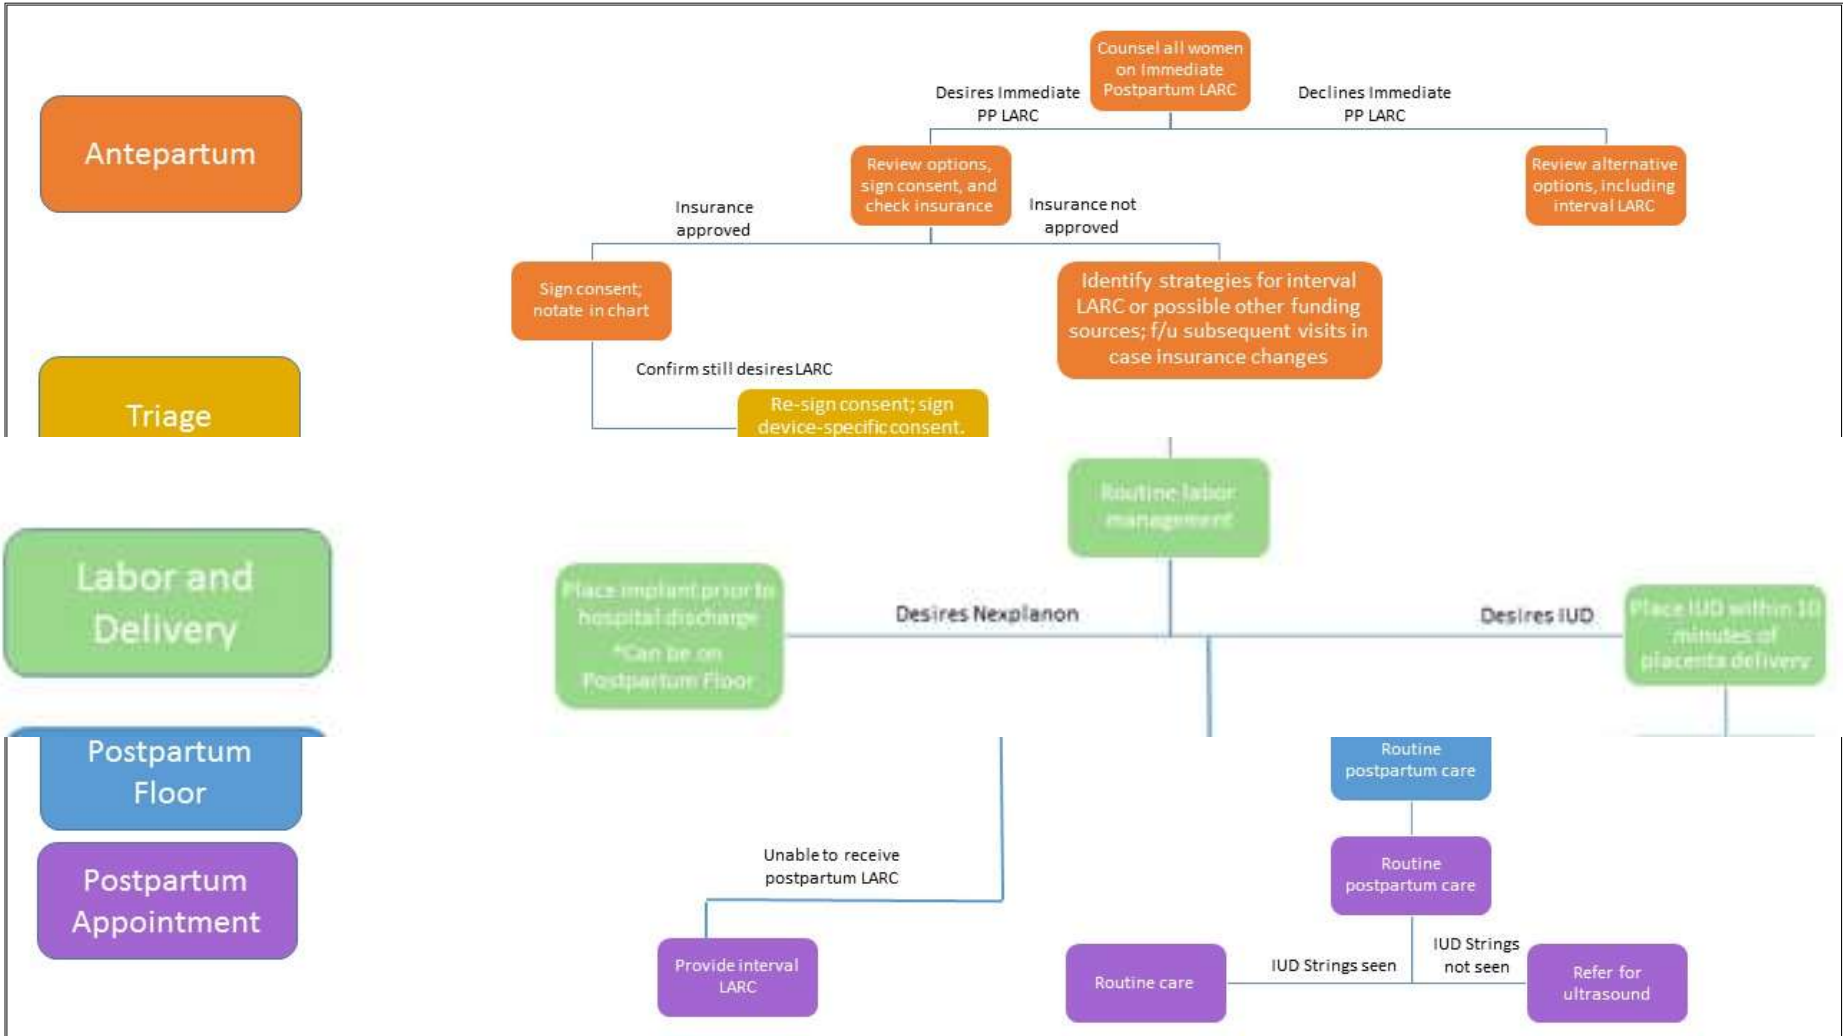 Counsel all women
on Immediate
Postpartum LARC
Desires Immediate
PP LARC
Declines Immediate
PP LARC
Antepartum
Review options,
sign consent, and
check insurance
Review alternative
options, including
interval LARC
Insurance
approved
Insurance not
approved
Sign consent;
notate in chart
Identify strategies for interval
LARC or possible other funding
sources; f/u subsequent visits in
case insurance changes
Confirm still desires LARC
Triage
Re-sign consent; sign
device-specific consent.
Routine labor
management
Labor and
Delivery
Place implant prior to
hospital discharge
*Can be on
Postpartum Floor
Desires Nexplanon
Desires IUD
Place IUD within 10
minutes of
placenta delivery
Postpartum
Floor
Routine
postpartum care
Postpartum
Appointment
Unable to receive
postpartum LARC
Routine
postpartum care
Provide interval
LARC
Routine care
IUD Strings seen
IUD Strings
not seen
Refer for
ultrasound